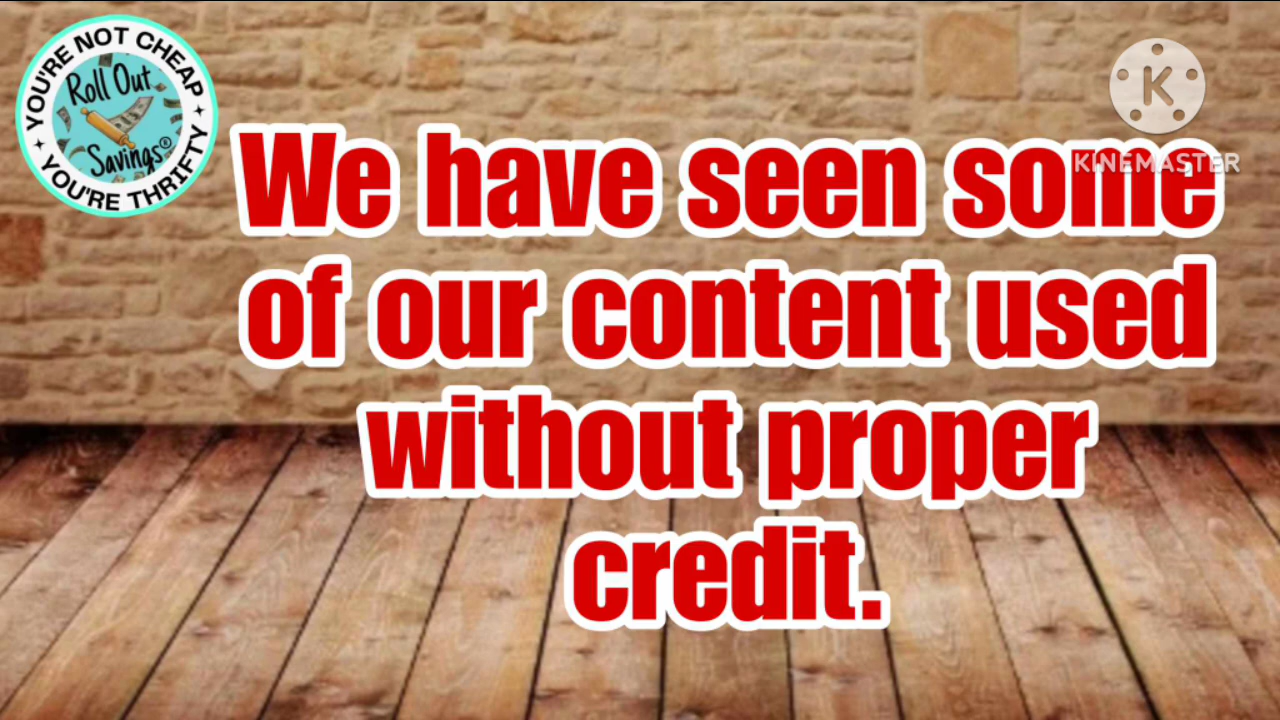 YOU'RE NOT CHEAP
Roll Out
Savings®
YOU'RE THRIFTY
K
KINEMASTER
We have seen some
of our content used
without proper
credit.